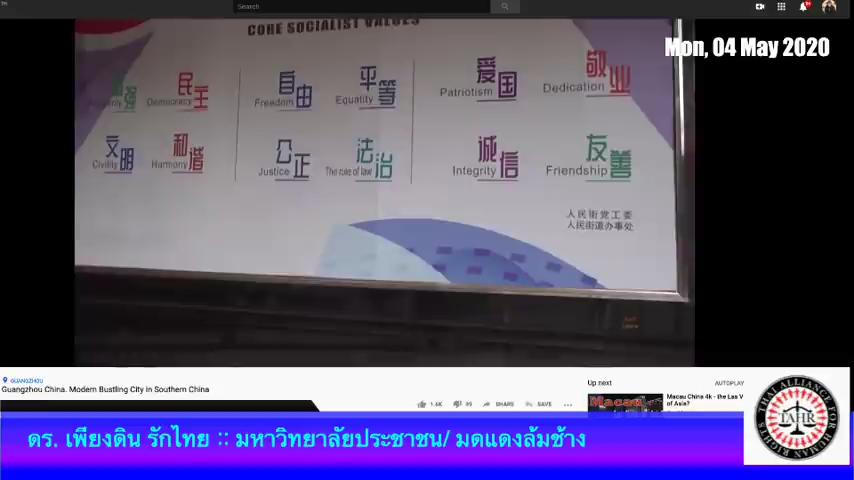 Search
Mon, 04 May 2020
CORE SOCIALIST VALUES
民主
Democracy
自由
Freedom
平等
Equality
爱国
Patriotism
敬业
Dedication
文明
Civility
和谐
Harmony
公正
Justice
法治
The rule of law
诚信
Integrity
友善
Friendship
人民街党工委
人民街道办事处
GUANGZHOU
Guangzhou China. Modern Bustling City in Southern China
1.6K
SHARE
SAVE
Up next
AUTOPLAY
Macau
Macau China 4k - the Las V
of Asia?
ดร. เพียงดิน รักไทย :: มหาวิทยาลัยประชาชน/ มดแดงล้มช้าง
THAI ALLIANCE FOR HUMAN RIGHTS
TAHR